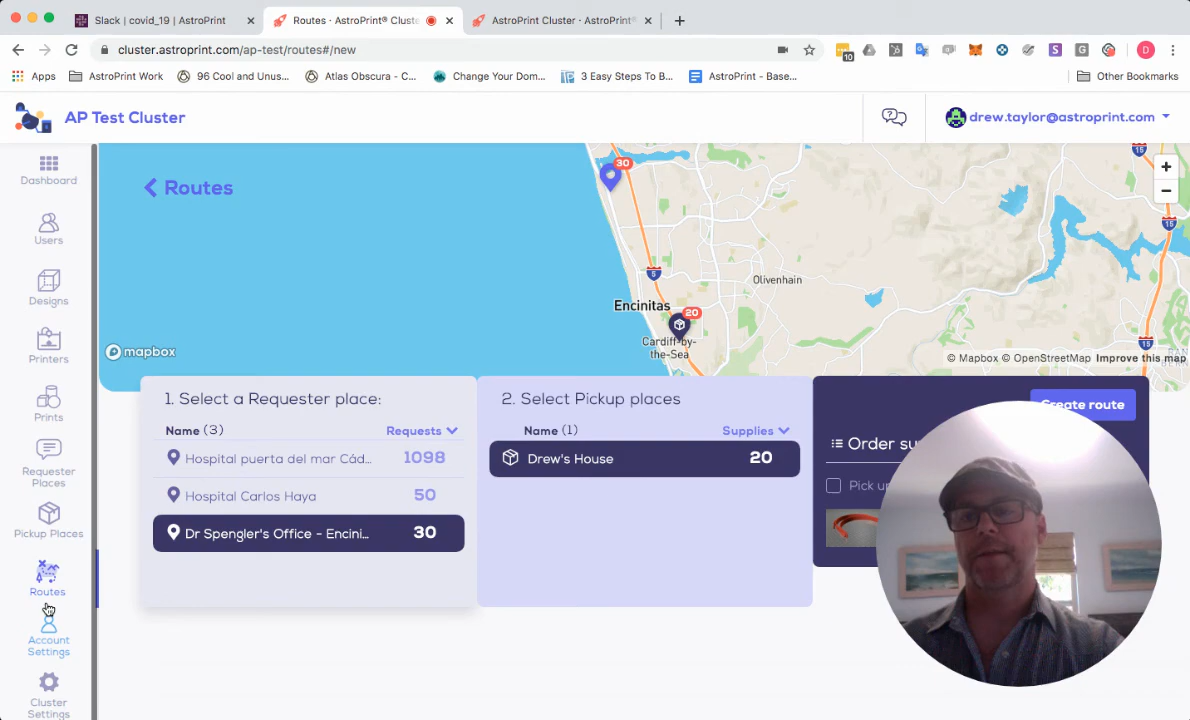 Slack | covid_19 | AstroPrint
Routes · AstroPrint® Cluste
AstroPrint Cluster · AstroPrint®
cluster.astroprint.com/ap-test/routes#/new
10
S
G
D
Apps
AstroPrint Work
96 Cool and Unus...
Atlas Obscura - C...
Change Your Dom...
3 Easy Steps To B...
AstroPrint - Base...
Other Bookmarks
AP Test Cluster
drew.taylor@astroprint.com
Dashboard
Users
Designs
Printers
Prints
Requester
Places
Pickup Places
Routes
Account
Settings
Cluster
Settings
Routes
30
15
15
+
−
5
Olivenhain
Encinitas
20
Cardiff-by-
the-Sea
15
mapbox
© Mapbox © OpenStreetMap Improve this map
1. Select a Requester place:
Name (3) Requests
Hospital puerta del mar Cád... 1098
Hospital Carlos Haya 50
Dr Spengler's Office - Encini... 30
2. Select Pickup places
Name (1) Supplies
Drew's House 20
Create route
Order su
Pick u